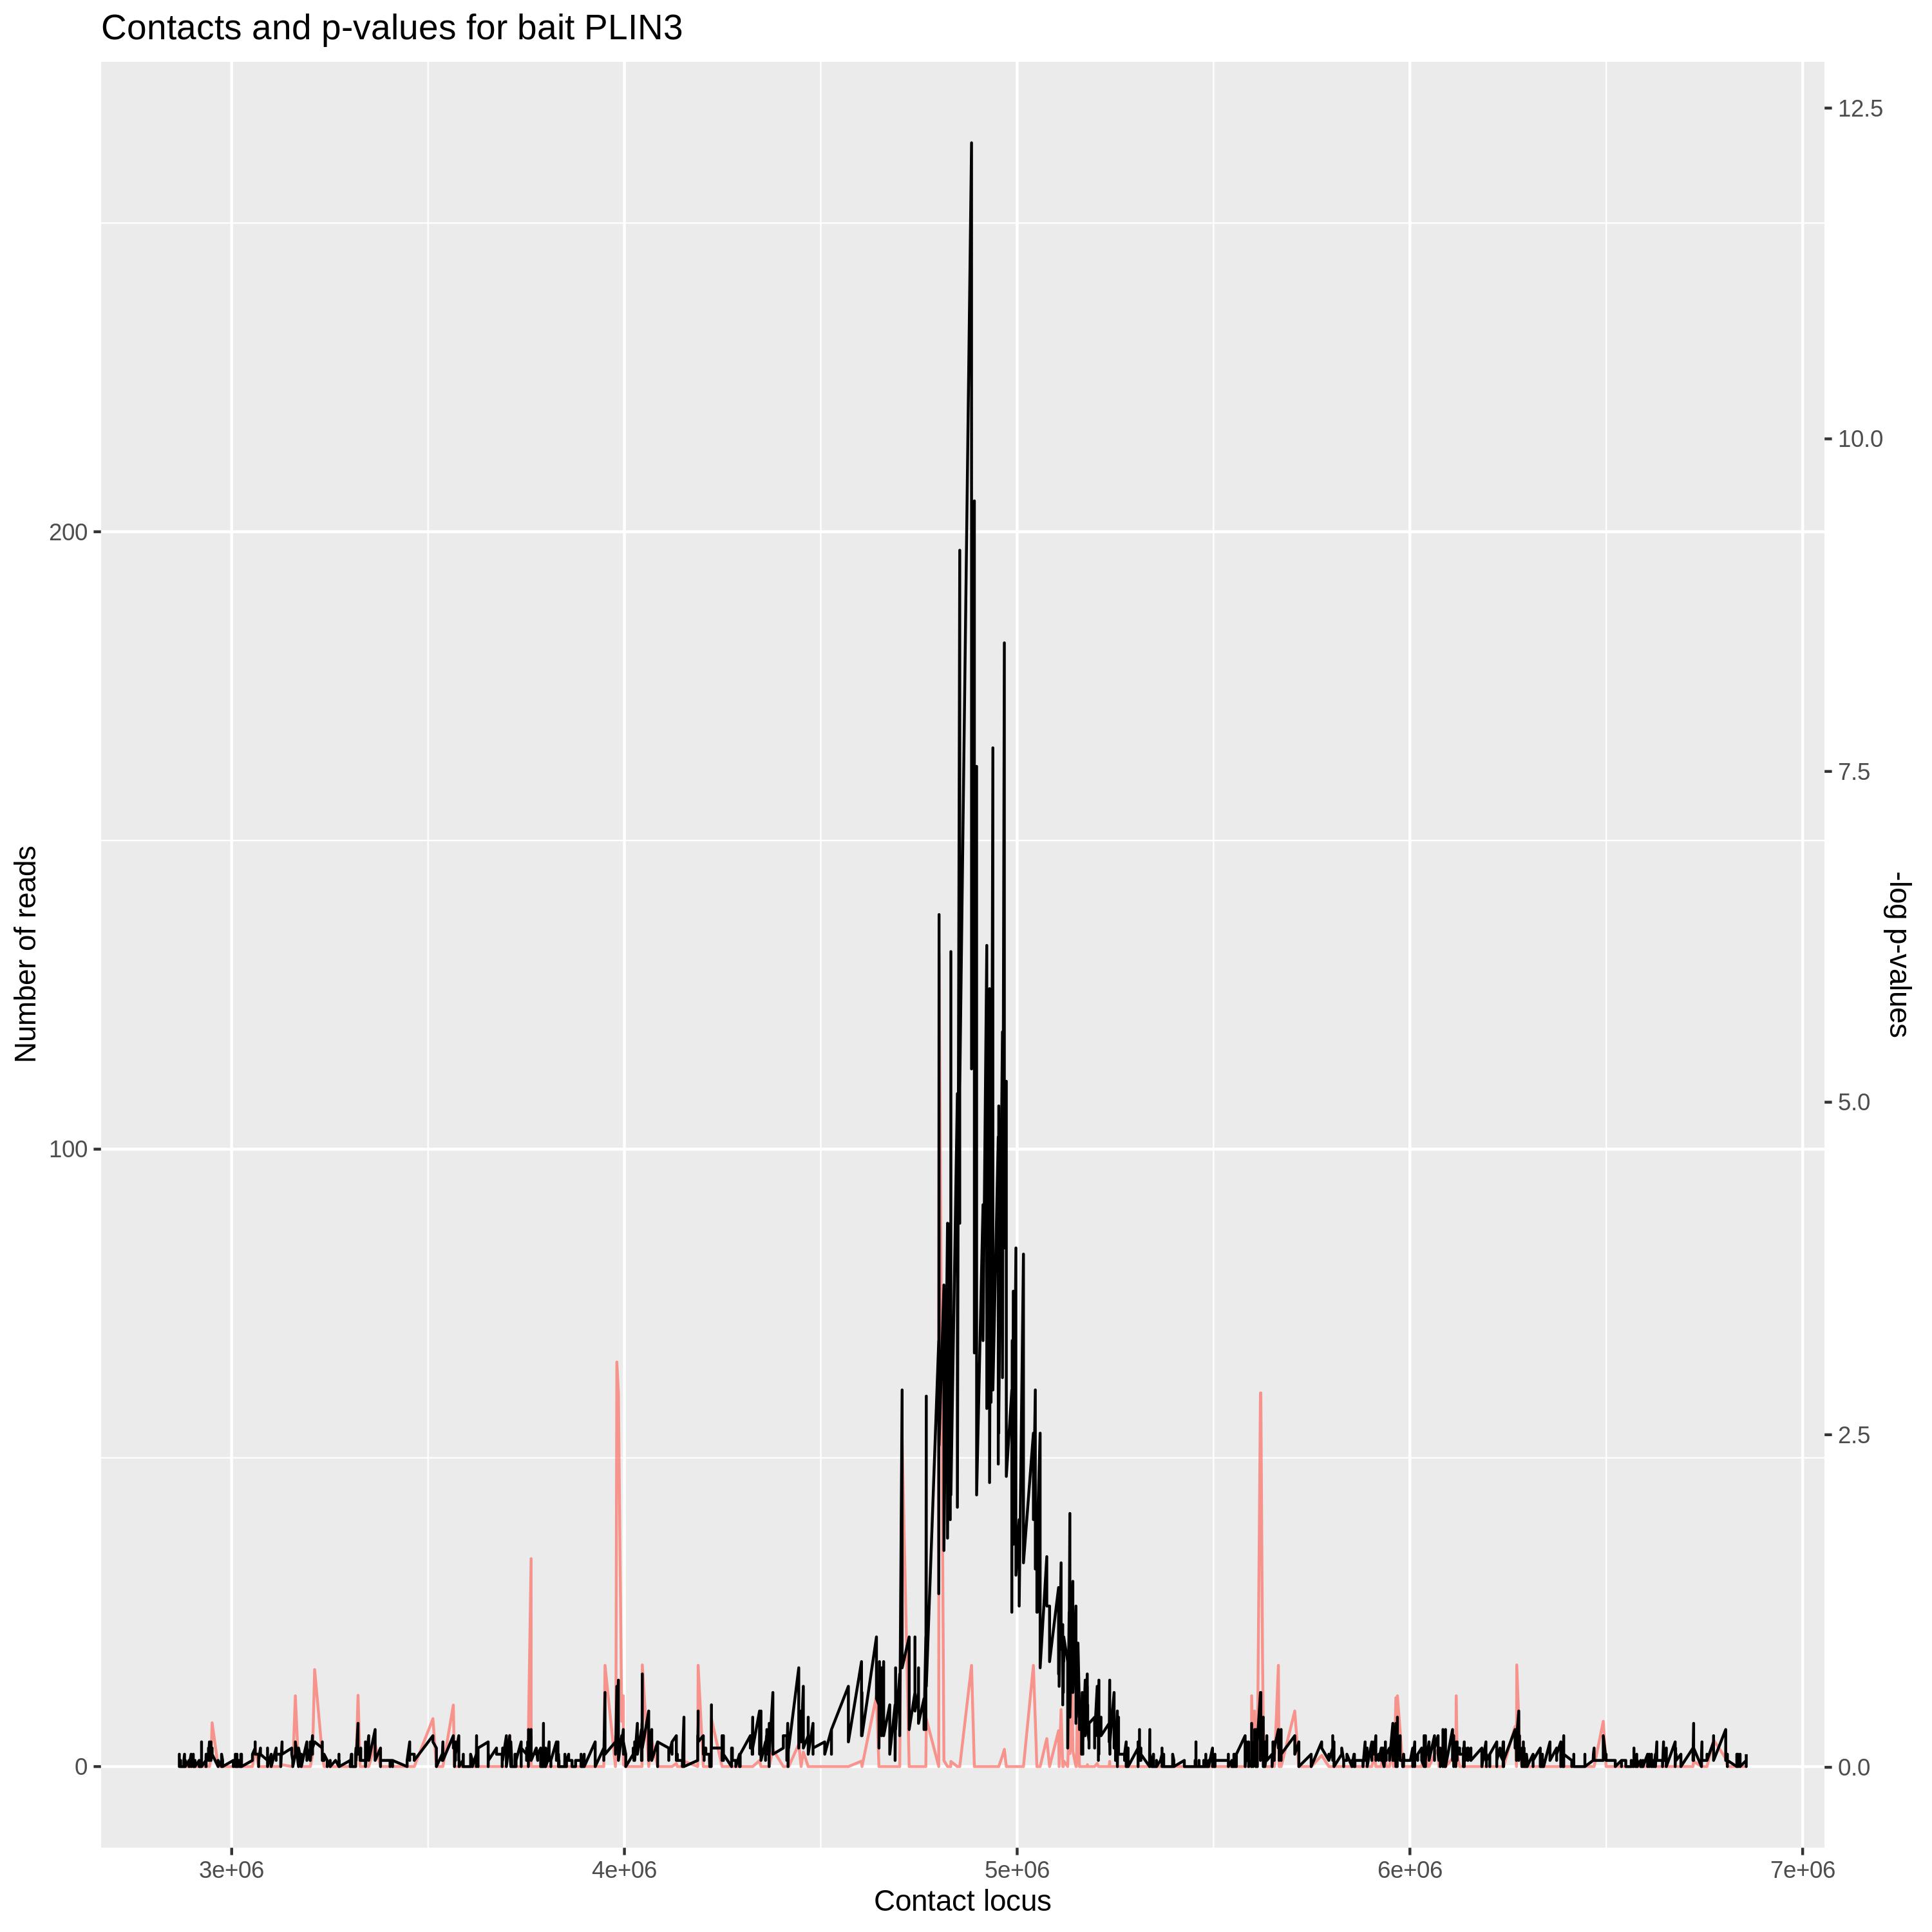 Contacts and p-values for bait PLIN3
12.5
10.0
200
7.5
Number of reads
-log p-values
5.0
100
2.5
0
0.0
3e+06
4e+06
5e+06
6e+06
7e+06
Contact locus